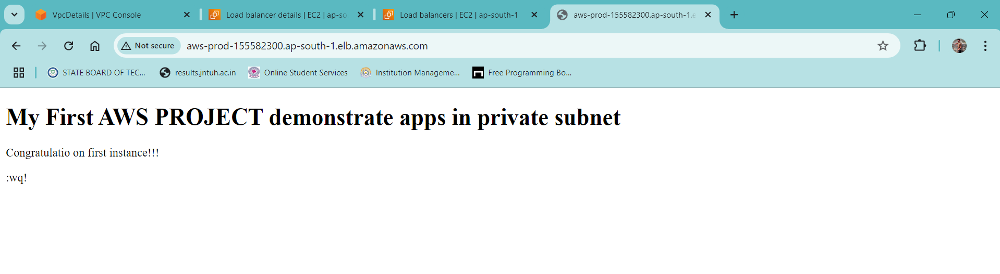 VpcDetails | VPC Console
Load balancer details | EC2 | ap-so
Load balancers | EC2 | ap-south-1
aws-prod-155582300.ap-south-1.e
Not secure
aws-prod-155582300.ap-south-1.elb.amazonaws.com
STATE BOARD OF TEC...
results.jntuh.ac.in
Online Student Services
Institution Manageme...
Free Programming Bo...
My First AWS PROJECT demonstrate apps in private subnet
Congratulatio on first instance!!!
:wq!